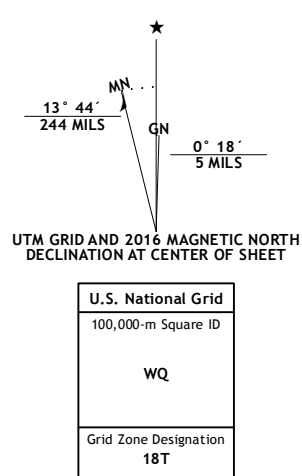 ★
MN
13° 44´
244 MILS
GN
0° 18´
5 MILS
UTM GRID AND 2016 MAGNETIC NORTH
DECLINATION AT CENTER OF SHEET
U.S. National Grid
100,000-m Square ID
WQ
Grid Zone Designation
18T